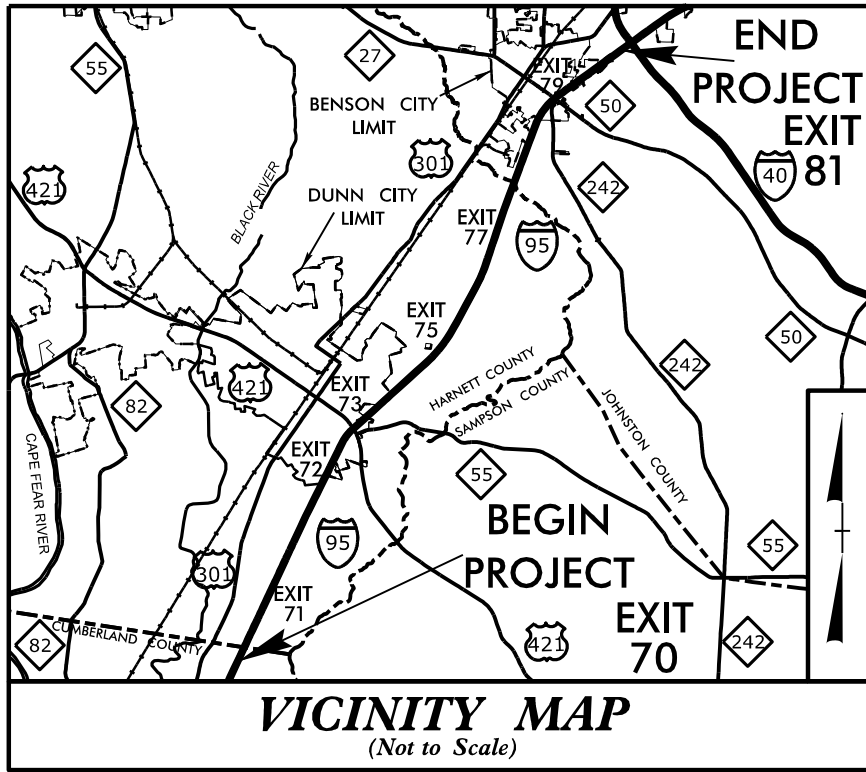 END
PROJECT
EXIT
81
55
27
BENSON CITY
LIMIT
EXIT
79
50
301
421
40
242
DUNN CITY
LIMIT
BLACK RIVER
EXIT
77
95
EXIT
75
50
242
HARNETT COUNTY
SAMPSON COUNTY
JOHNSTON COUNTY
421
EXIT
73
82
CAPE FEAR RIVER
EXIT
72
55
BEGIN
PROJECT
95
55
301
EXIT
71
EXIT
70
421
242
82
CUMBERLAND COUNTY
VICINITY MAP
(Not to Scale)